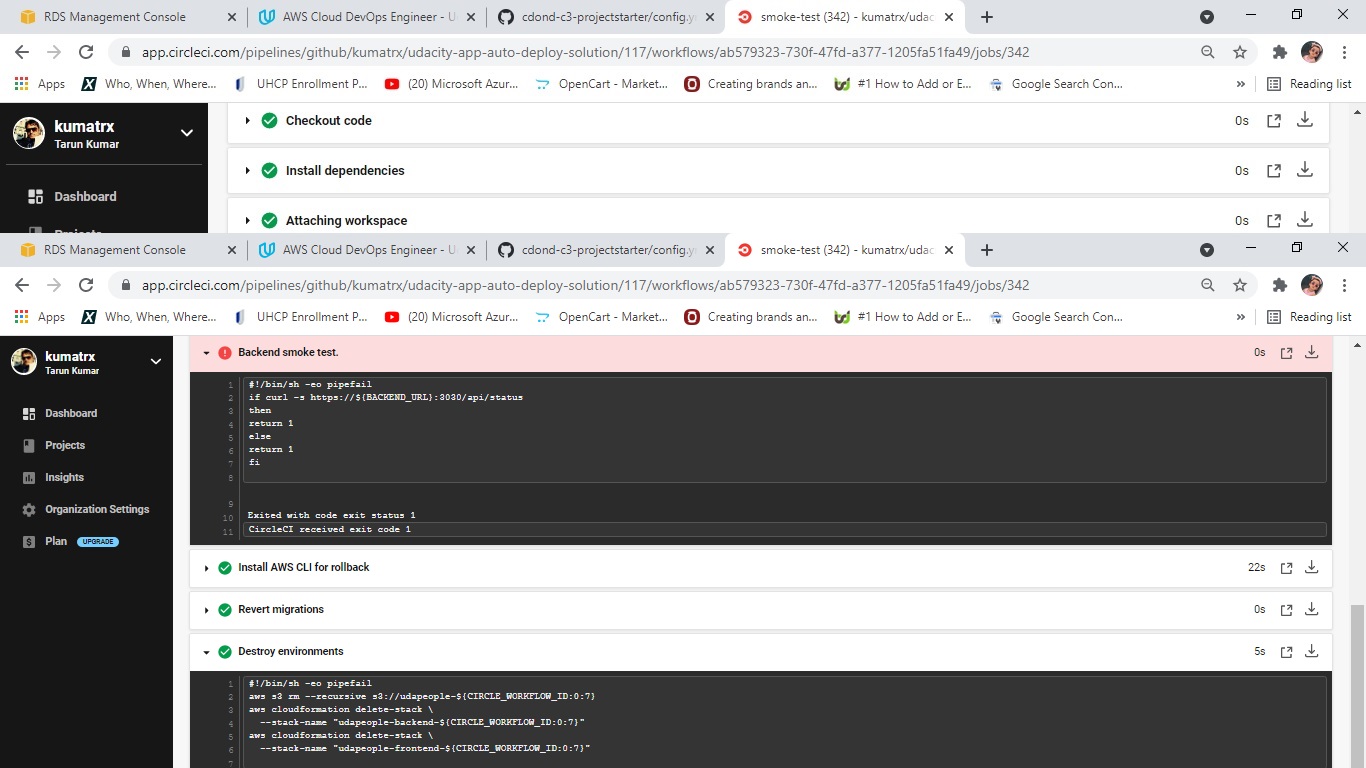 RDS Management Console
AWS Cloud DevOps Engineer - U
cdond-c3-projectstarter/config.y
smoke-test (342) - kumatrx/udac
app.circleci.com/pipelines/github/kumatrx/udacity-app-auto-deploy-solution/117/workflows/ab579323-730f-47fd-a377-1205fa51fa49/jobs/342
Apps
Who, When, Where...
UHCP Enrollment P...
(20) Microsoft Azur...
OpenCart - Market...
Creating brands an...
#1 How to Add or E...
Google Search Con...
»
Reading list
kumatrx
Tarun Kumar
Dashboard
Projects
Checkout code
0s
Install dependencies
0s
Attaching workspace
0s
RDS Management Console
AWS Cloud DevOps Engineer - U
cdond-c3-projectstarter/config.y
smoke-test (342) - kumatrx/udac
app.circleci.com/pipelines/github/kumatrx/udacity-app-auto-deploy-solution/117/workflows/ab579323-730f-47fd-a377-1205fa51fa49/jobs/342
Apps
Who, When, Where...
UHCP Enrollment P...
(20) Microsoft Azur...
OpenCart - Market...
Creating brands an...
#1 How to Add or E...
Google Search Con...
»
Reading list
kumatrx
Tarun Kumar
Dashboard
Projects
Insights
Organization Settings
Plan UPGRADE
Backend smoke test.
0s
1 #!/bin/sh -eo pipefail
2 if curl -s https://${BACKEND_URL}:3030/api/status
3 then
4 return 1
5 else
6 return 1
7 fi
8
9
10 Exited with code exit status 1
11 CircleCI received exit code 1
Install AWS CLI for rollback
22s
Revert migrations
0s
Destroy environments
5s
1 #!/bin/sh -eo pipefail
2 aws s3 rm --recursive s3://udapeople-${CIRCLE_WORKFLOW_ID:0:7}
3 aws cloudformation delete-stack \
4 --stack-name "udapeople-backend-${CIRCLE_WORKFLOW_ID:0:7}"
5 aws cloudformation delete-stack \
6 --stack-name "udapeople-frontend-${CIRCLE_WORKFLOW_ID:0:7}"
7